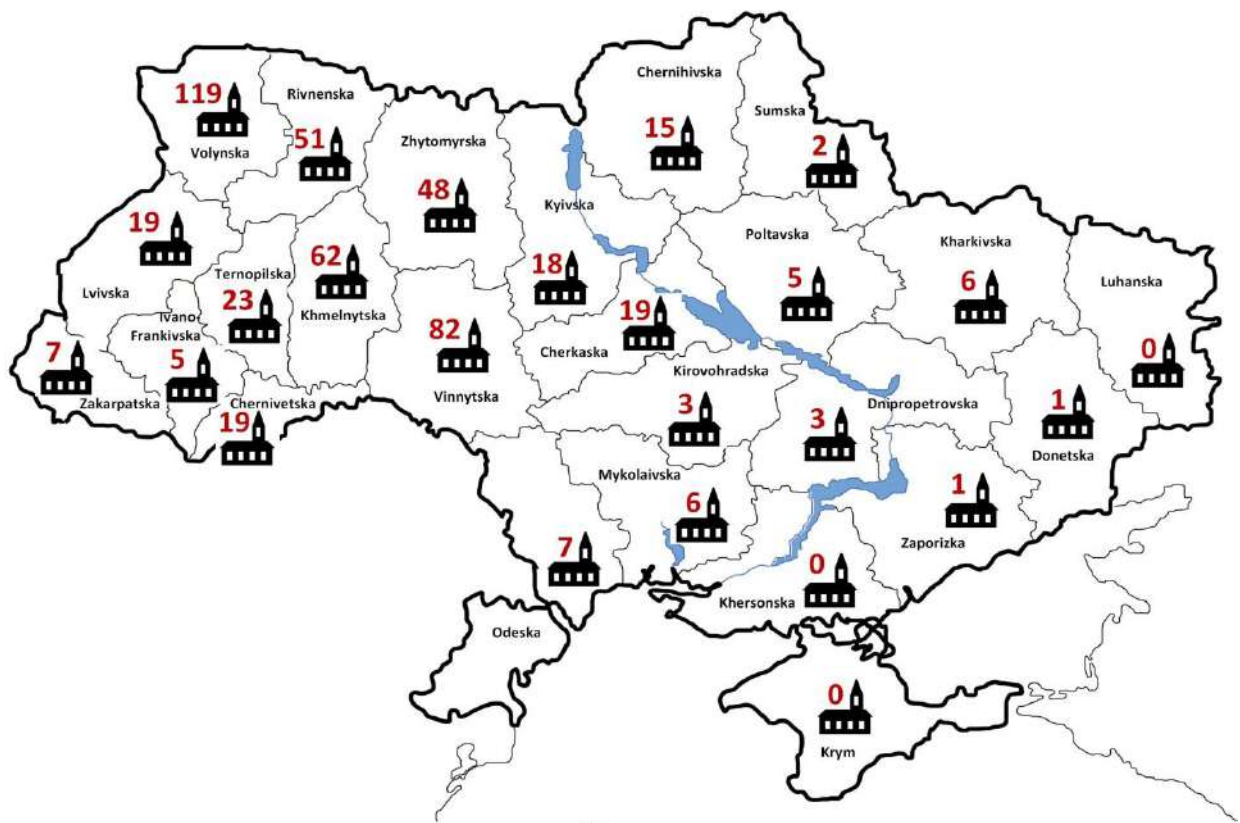 Chernihivska
Sumska
119
Rivnenska
Volynska
51
Zhytomyrska
15
2
48
Kyivska
19
Lvivska
Ternopilska
62
Khmelnytska
18
Poltavska
Kharkivska
Luhanska
23
Ivano
Frankivska
5
6
0
7
Zakarpatska
5
Chernivetska
19
82
Vinnytska
19
Cherkaska
Kirovohradska
3
3
Dnipropetrovska
1
Donetska
Mykolaivska
6
1
Zaporizka
7
0
Khersonska
Odeska
0
Krym